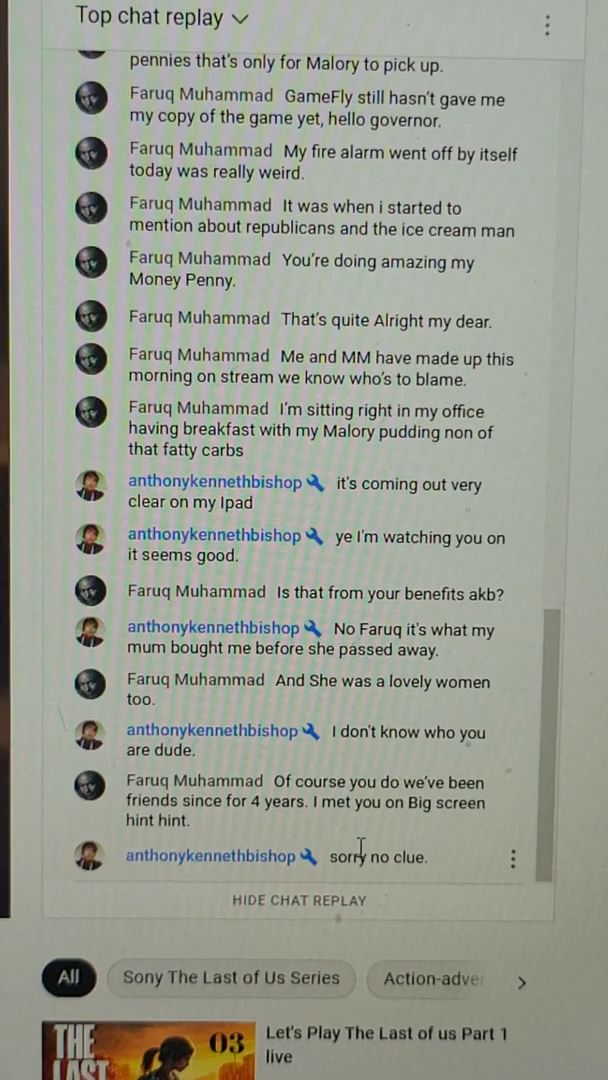 Top chat replay
pennies that's only for Malory to pick up.
Faruq Muhammad GameFly still hasn't gave me
my copy of the game yet, hello governor.
Faruq Muhammad My fire alarm went off by itself
today was really weird.
Faruq Muhammad It was when i started to
mention about republicans and the ice cream man
Faruq Muhammad You're doing amazing my
Money Penny.
Faruq Muhammad That's quite Alright my dear.
Faruq Muhammad Me and MM have made up this
morning on stream we know who's to blame.
Faruq Muhammad I'm sitting right in my office
having breakfast with my Malory pudding non of
that fatty carbs
anthonykennethbishop it's coming out very
clear on my Ipad
anthonykennethbishop ye I'm watching you on
it seems good.
Faruq Muhammad Is that from your benefits akb?
anthonykennethbishop No Faruq it's what my
mum bought me before she passed away.
Faruq Muhammad And She was a lovely women
too.
anthonykennethbishop I don't know who you
are dude.
Faruq Muhammad Of course you do we've been
friends since for 4 years. I met you on Big screen
hint hint.
anthonykennethbishop sorry no clue.
HIDE CHAT REPLAY
All Sony The Last of Us Series Action-adve
THE 03
LAST
Let's Play The Last of us Part 1
live